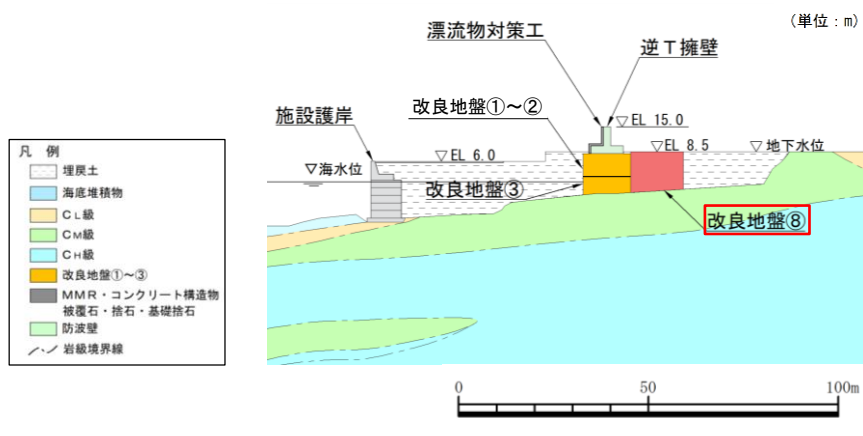 （単位：m）
漂流物対策工
逆Ｔ擁壁
改良地盤①～②
▽EL 15.0
施設護岸
▽EL 8.5
▽地下水位
▽EL 6.0
▽海水位
改良地盤③
改良地盤⑧
凡 例
埋戻土
海底堆積物
ＣL級
ＣM級
ＣH級
改良地盤①～③
ＭＭＲ・コンクリート構造物
被覆石・捨石・基礎捨石
防波壁
岩級境界線
0 50 100m